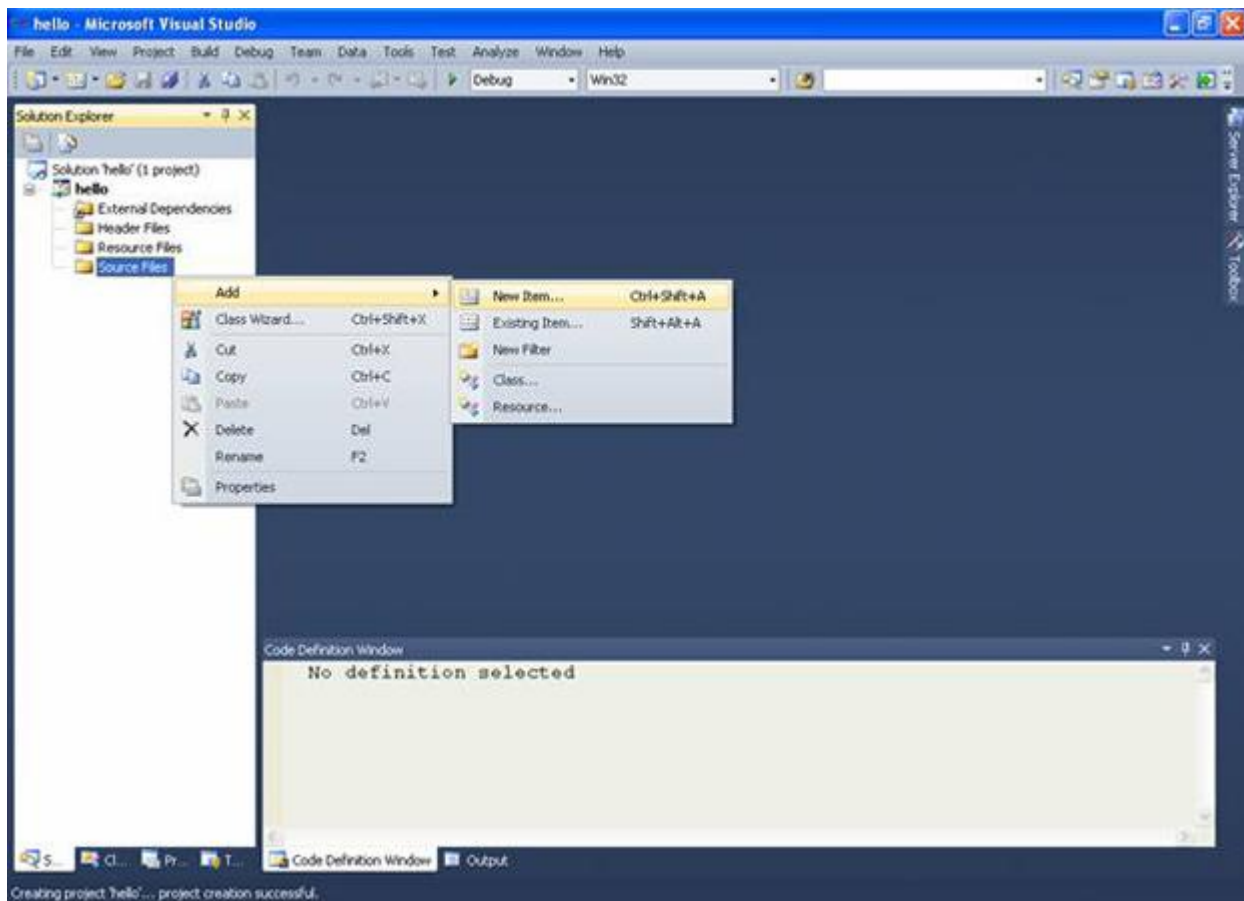 hello - Microsoft Visual Studio
File Edit View Project Build Debug Team Data Tools Test Analyze Window Help
Debug Win32
Solution Explorer
Solution 'hello' (1 project)
hello
External Dependencies
Header Files
Resource Files
Source Files
Add
Class Wizard... Ctrl+Shift+X
Cut Ctrl+X
Copy Ctrl+C
Paste Ctrl+V
Delete Del
Rename F2
Properties
New Item... Ctrl+Shift+A
Existing Item... Shift+Alt+A
New Filter
Class...
Resource...
Server Explorer
Toolbox
Code Definition Window
No definition selected
S... Cl... Pr... T...
Code Definition Window Output
Creating project 'hello'... project creation successful.